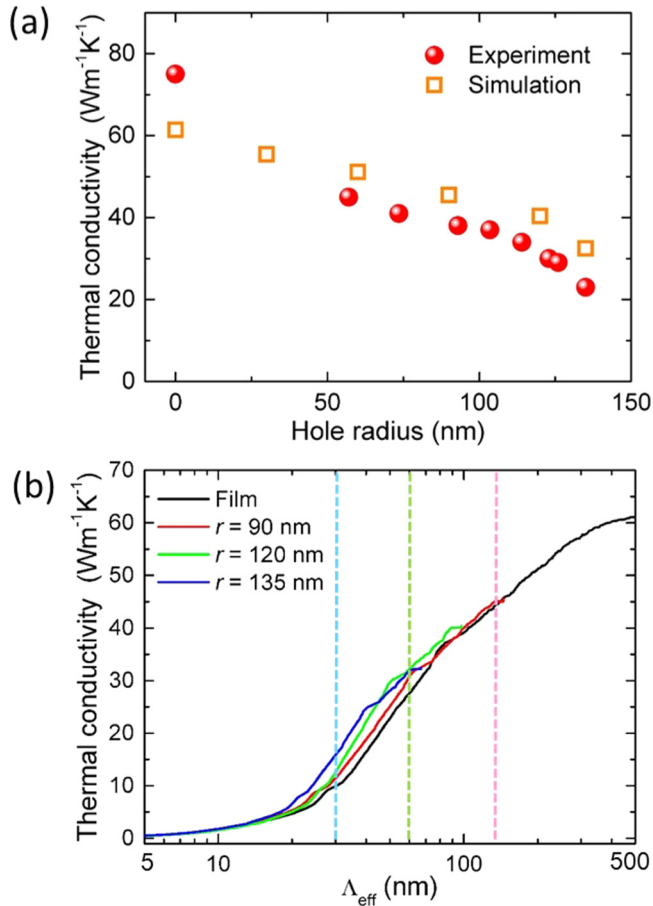 (a)
Thermal conductivity (Wm⁻¹K⁻¹)
80
60
40
20
0
Experiment
Simulation
0 50 100 150
Hole radius (nm)
(b)
Thermal conductivity (Wm⁻¹K⁻¹)
70
60
50
40
30
20
10
0
Film
r = 90 nm
r = 120 nm
r = 135 nm
5 10 100 500
Λeff (nm)